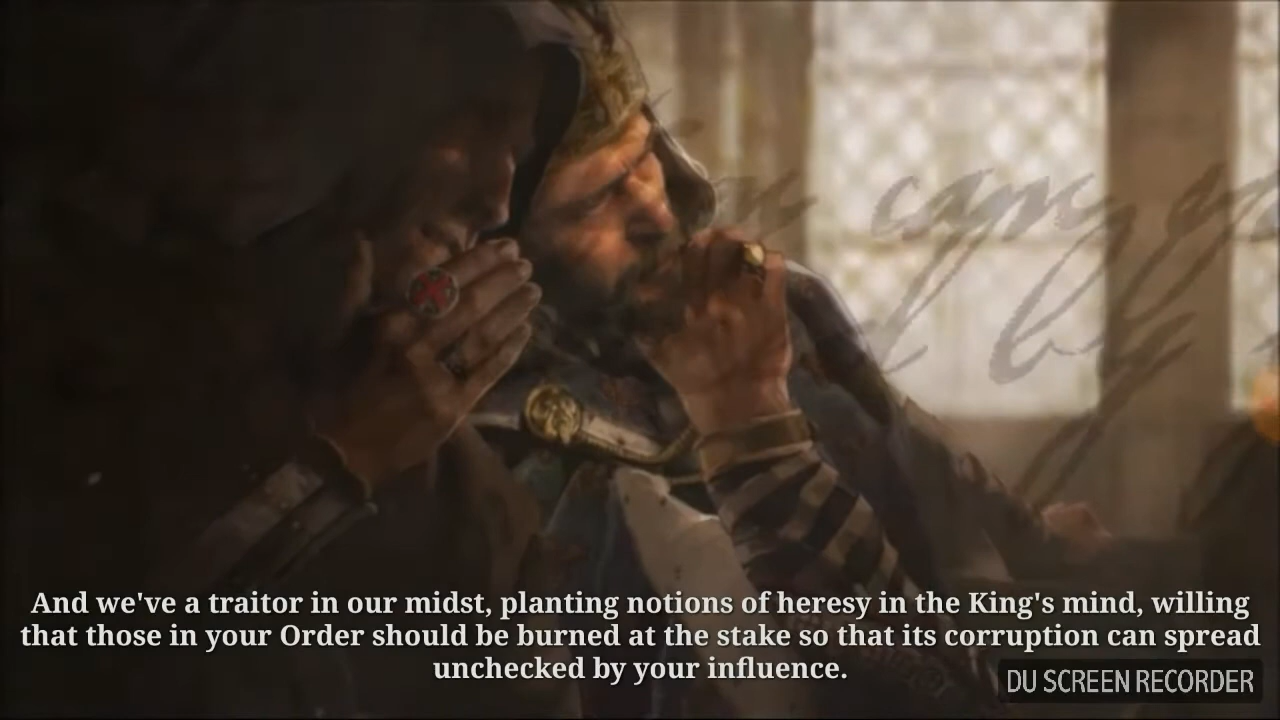 And we've a traitor in our midst, planting notions of heresy in the King's mind, willing
that those in your Order should be burned at the stake so that its corruption can spread
unchecked by your influence.
DU SCREEN RECORDER